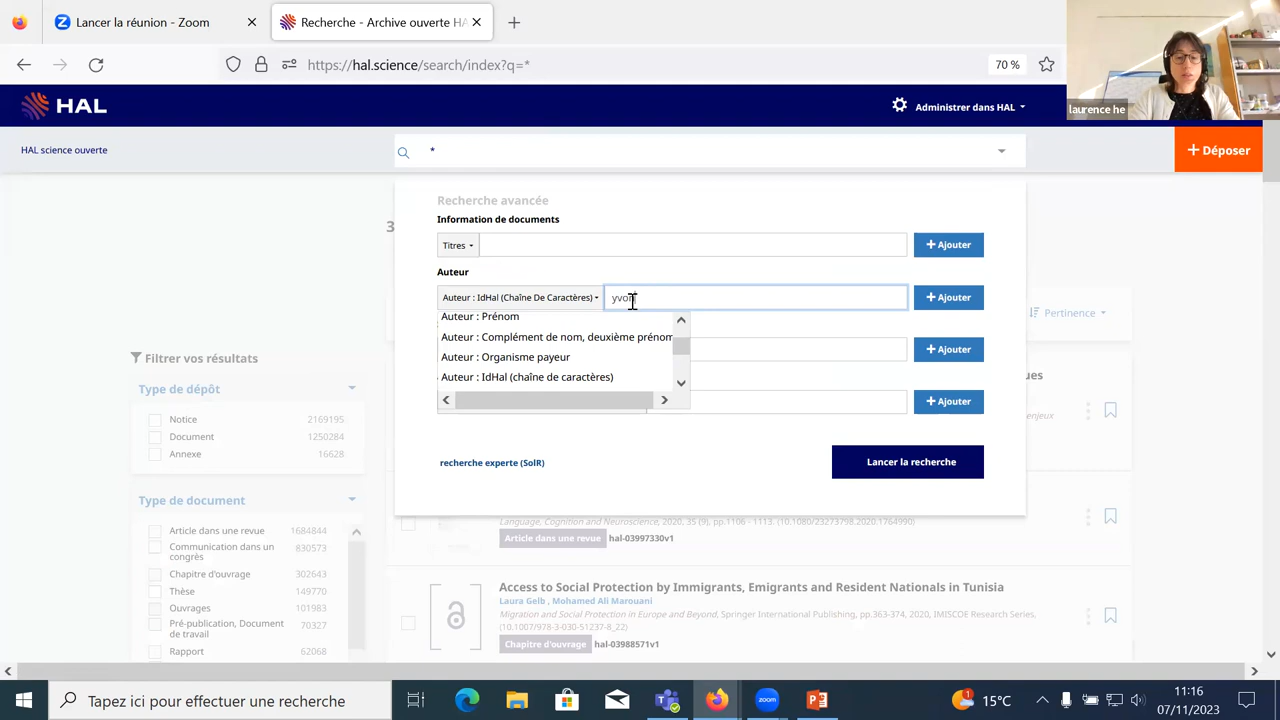 Lancer la réunion - Zoom
Recherche - Archive ouverte HA
https://hal.science/search/index?q=*
70 %
laurence he
HAL
Administrer dans HAL
HAL science ouverte
*
+ Déposer
Recherche avancée
Information de documents
Titres
+ Ajouter
Auteur
Auteur : IdHal (Chaîne De Caractères)
+ Ajouter
Auteur : Prénom
Auteur : Complément de nom, deuxième prénom
Auteur : Organisme payeur
Auteur : IdHal (chaîne de caractères)
+ Ajouter
+ Ajouter
recherche experte (SolR)
Lancer la recherche
3
Pertinence
Filtrer vos résultats
Type de dépôt
Notice 2169195
Document 1250284
Annexe 16628
Type de document
Article dans une revue 1684844
Communication dans un 830573
congrès
Chapitre d'ouvrage 302643
Thèse 149770
Ouvrages 101983
Pré-publication, Document 70327
de travail
Rapport 62068
ues
enjeux
Language, Cognition and Neuroscience, 2020, 35 (9), pp.1106 - 1113. (10.1080/23273798.2020.1764990)
Article dans une revue hal-03997330v1
Access to Social Protection by Immigrants, Emigrants and Resident Nationals in Tunisia
Laura Gelb , Mohamed Ali Marouani
Migration and Social Protection in Europe and Beyond, Springer International Publishing, pp.363-374, 2020, IMISCOE Research Series,
(10.1007/978-3-030-51237-8_22)
Chapitre d'ouvrage hal-03988571v1
Tapez ici pour effectuer une recherche
1
15°C
11:16
07/11/2023